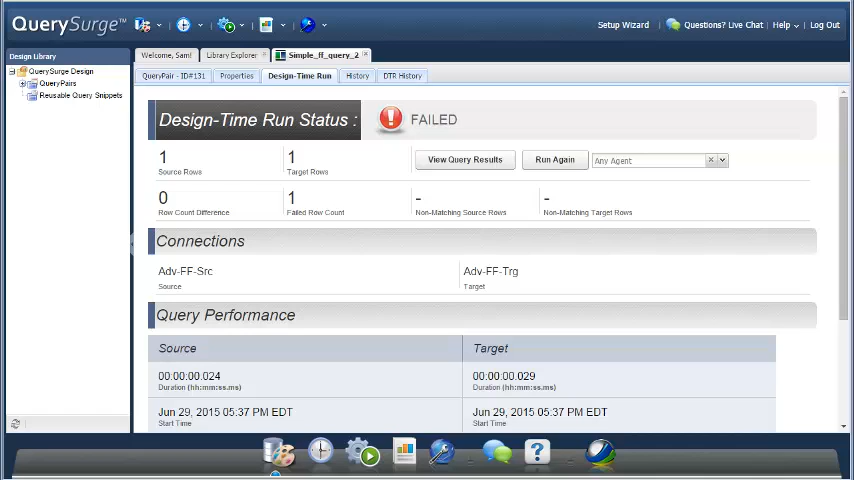 QuerySurge™
Setup Wizard
Questions? Live Chat
Help
Log Out
Design Library
Welcome, Sam!
Library Explorer
Simple_ff_query_2
QuerySurge Design
QueryPairs
Reusable Query Snippets
QueryPair - ID#131
Properties
Design-Time Run
History
DTR History
Design-Time Run Status :
FAILED
1
Source Rows
1
Target Rows
View Query Results
Run Again
Any Agent
0
Row Count Difference
1
Failed Row Count
-
Non-Matching Source Rows
-
Non-Matching Target Rows
Connections
Adv-FF-Src
Source
Adv-FF-Trg
Target
Query Performance
Source
Target
00:00:00.024
Duration (hh:mm:ss.ms)
00:00:00.029
Duration (hh:mm:ss.ms)
Jun 29, 2015 05:37 PM EDT
Start Time
Jun 29, 2015 05:37 PM EDT
Start Time